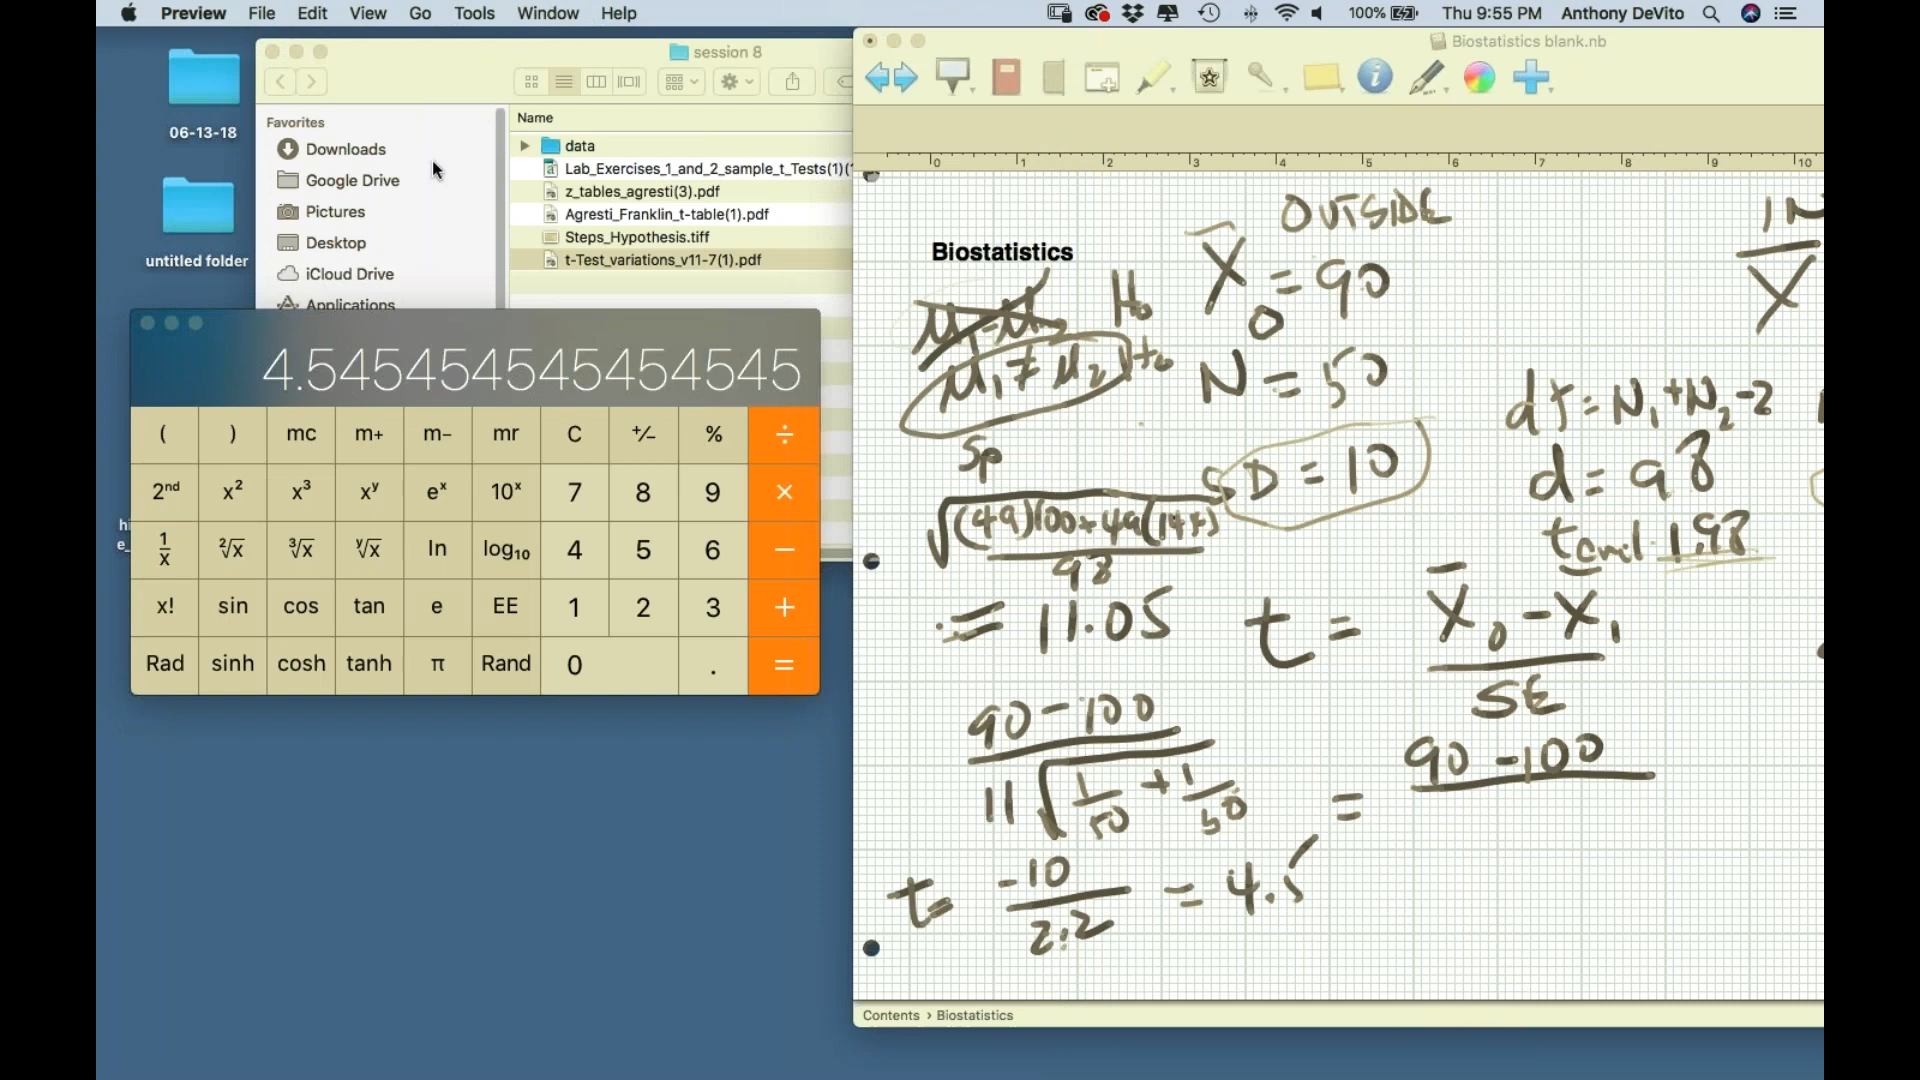 Preview File Edit View Go Tools Window Help
100% Thu 9:55 PM Anthony DeVito
06-13-18
untitled folder
session 8
Favorites
Downloads
Google Drive
Pictures
Desktop
iCloud Drive
Applications
Name
data
Lab_Exercises_1_and_2_sample_t_Tests(1)(
z_tables_agresti(3).pdf
Agresti_Franklin_t-table(1).pdf
Steps_Hypothesis.tiff
t-Test_variations_v11-7(1).pdf
4.545454545454545
( ) mc m+ m- mr C ⁺∕₋ % ÷
2ⁿᵈ x² x³ xʸ eˣ 10ˣ 7 8 9 ×
1/x ²√x ³√x ʸ√x ln log₁₀ 4 5 6 −
x! sin cos tan e EE 1 2 3 +
Rad sinh cosh tanh π Rand 0 . =
Biostatistics blank.nb
0 1 2 3 4 5 6 7 8 9 10
Biostatistics
OUTSIDE
X̄₀ = 90
H₀
μ₁ ≠ μ₂
N = 50
SD = 10
df = N₁ + N₂ - 2
d = 98
1.98
Sp
√((49)100 + 49(144)) / 98
= 11.05
t = (X̄₀ - X̄₁) / SE
(90 - 100) / 11√(1/50 + 1/50)
= 90 - 100
t = -10 / 2.2 = 4.5
Contents › Biostatistics